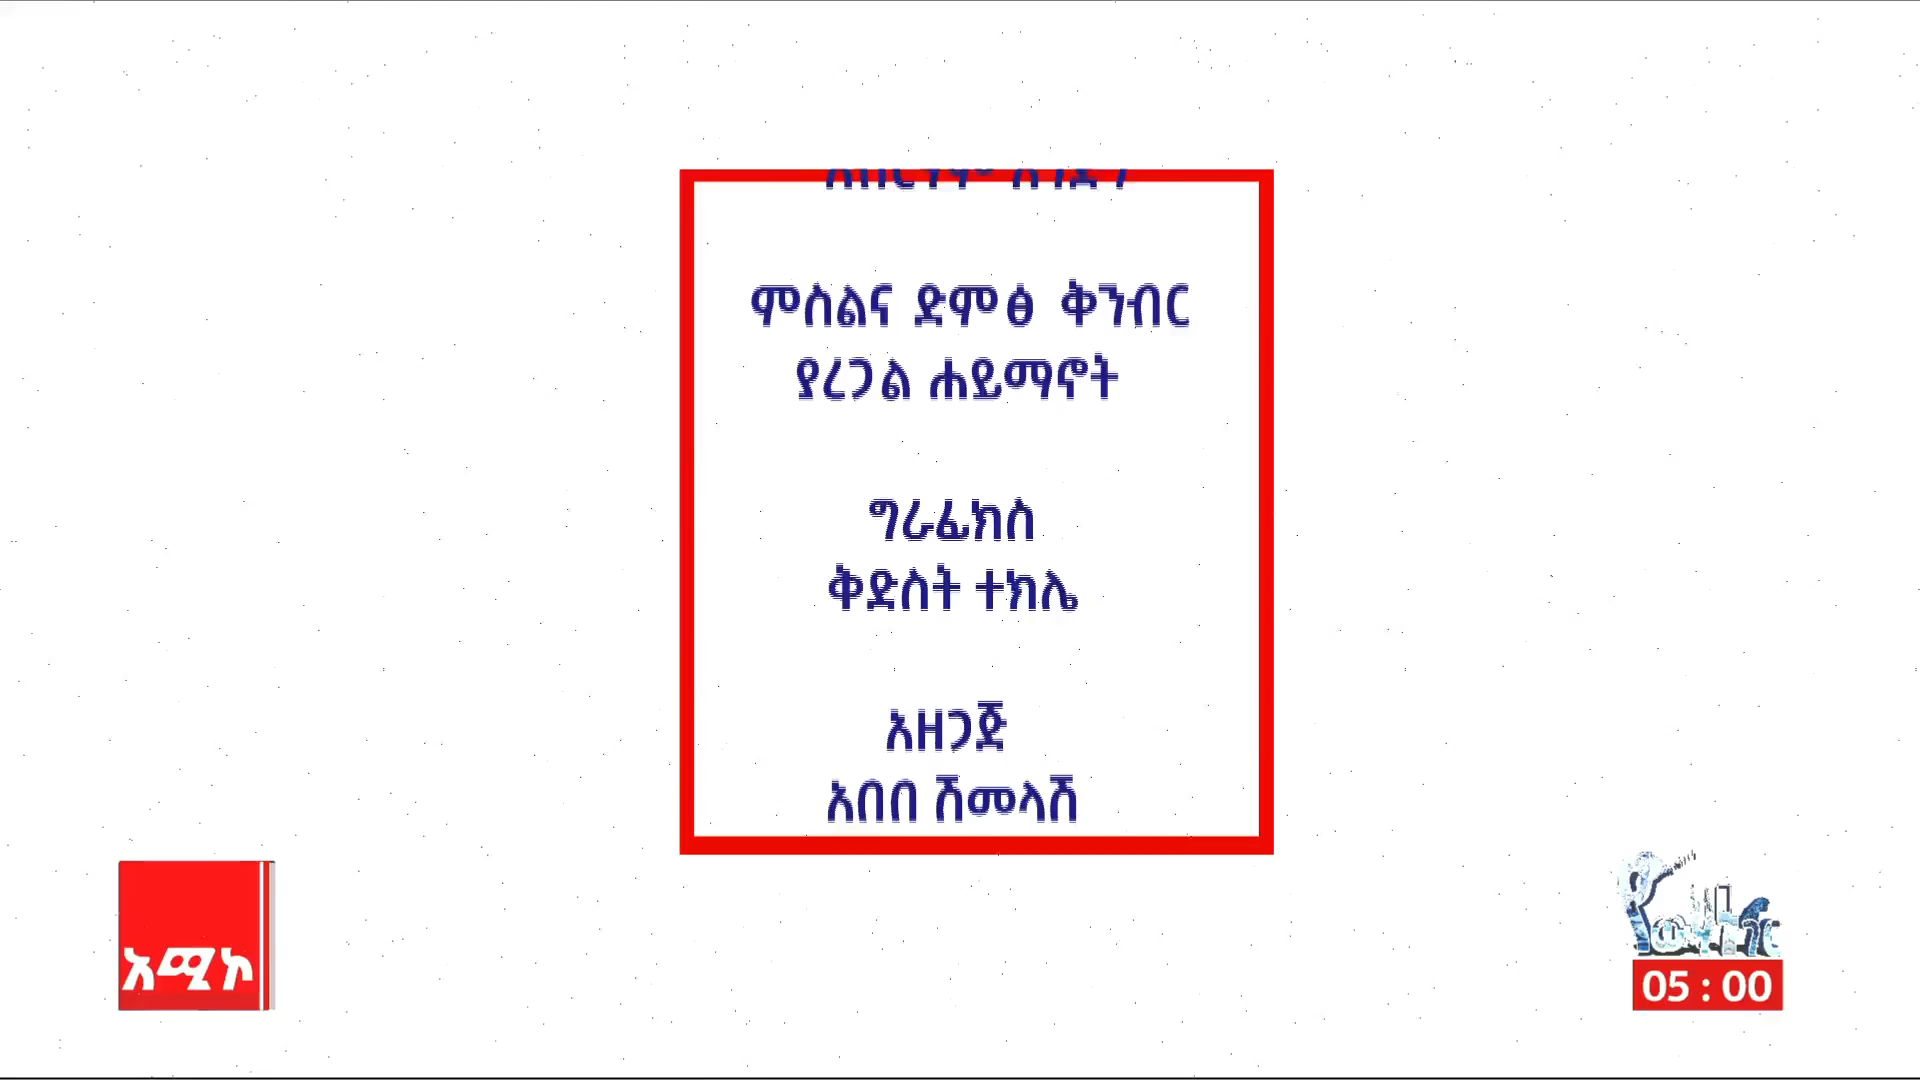 ምስልና ድምፅ ቅንብር
ያረጋል ሐይማኖት
ግራፊክስ
ቅድስት ተክሌ
አዘጋጅ
አበበ ሽመላሽ
አሚኮ
05 : 00